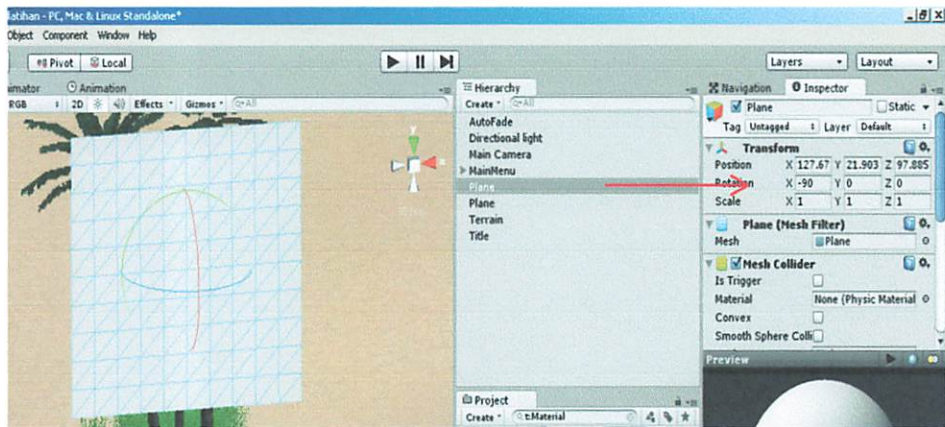 latihan - PC, Mac & Linux Standalone*
Object Component Window Help
Pivot Local
Layers Layout
imator Animation
RGB 2D Effects Gizmos All
Hierarchy
Create All
AutoFade
Directional light
Main Camera
MainMenu
Plane
Plane
Terrain
Title
Project
Create t:Material
Navigation Inspector
Plane Static
Tag Untagged Layer Default
Transform
Position X 127.67 Y 21.903 Z 97.885
Rotation X -90 Y 0 Z 0
Scale X 1 Y 1 Z 1
Plane (Mesh Filter)
Mesh Plane
Mesh Collider
Is Trigger
Material None (Physic Material
Convex
Smooth Sphere Colli
Preview
y
x